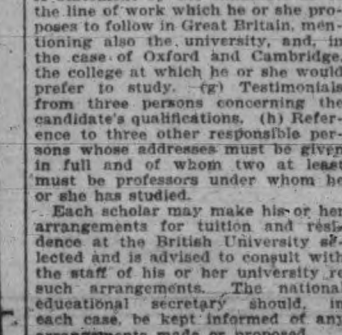 the line of work which he or she pro-
poses to follow in Great Britain, men-
tioning also the university, and, in
the case of Oxford and Cambridge,
the college at which he or she would
prefer to study. (g) Testimonials
from three persons concerning the
candidate's qualifications. (h) Refer-
ence to three other responsible per-
sons whose addresses must be given
in full and of whom two at least
must be professors under whom he
or she has studied.
Each scholar may make his or her
arrangements for tuition and resi-
dence at the British University se-
lected and is advised to consult with
the staff of his or her university re
such arrangements. The national
educational secretary should, in
each case, be kept informed of any
arrangements made or proposed